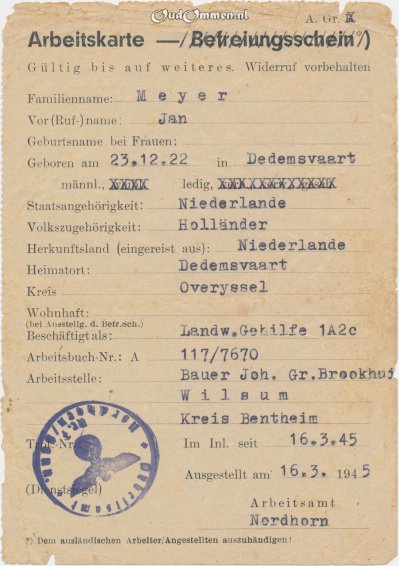 OudOmmen.nl
A. Gr. X
Arbeitskarte — / Befreiungsschein *)
Gültig bis auf weiteres. Widerruf vorbehalten
Familienname: Meyer
Vor(Ruf-)name: Jan
Geburtsname bei Frauen:
Geboren am 23.12.22 in Dedemsvaart
männl., XXXX ledig, XXXXXXXXXXXXX
Staatsangehörigkeit: Niederlande
Volkszugehörigkeit: Holländer
Herkunftsland (eingereist aus): Niederlande
Heimatort: Dedemsvaart
Kreis Overyssel
Wohnhaft:
(bei Ausstellg. d. Befr.Sch.)
Beschäftigt als: Landw.Gehilfe 1A2c
Arbeitsbuch-Nr.: A 117/7670
Arbeitsstelle: Bauer Joh. Gr.Brookhui
Wilsum
Kreis Bentheim
Im Inl. seit 16.3.45
Ausgestellt am 16.3. 1945
(Dienstsiegel)
Arbeitsamt
Nordhorn
*) Dem ausländischen Arbeiter/Angestellten auszuhändigen!